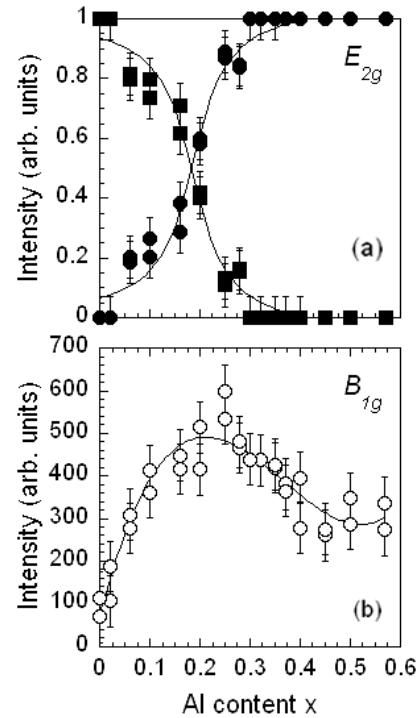 1
0.8
0.6
0.4
0.2
0
Intensity (arb. units)
E2g
(a)
700
600
500
400
300
200
100
0
Intensity (arb. units)
B1g
(b)
0 0.1 0.2 0.3 0.4 0.5 0.6
Al content x